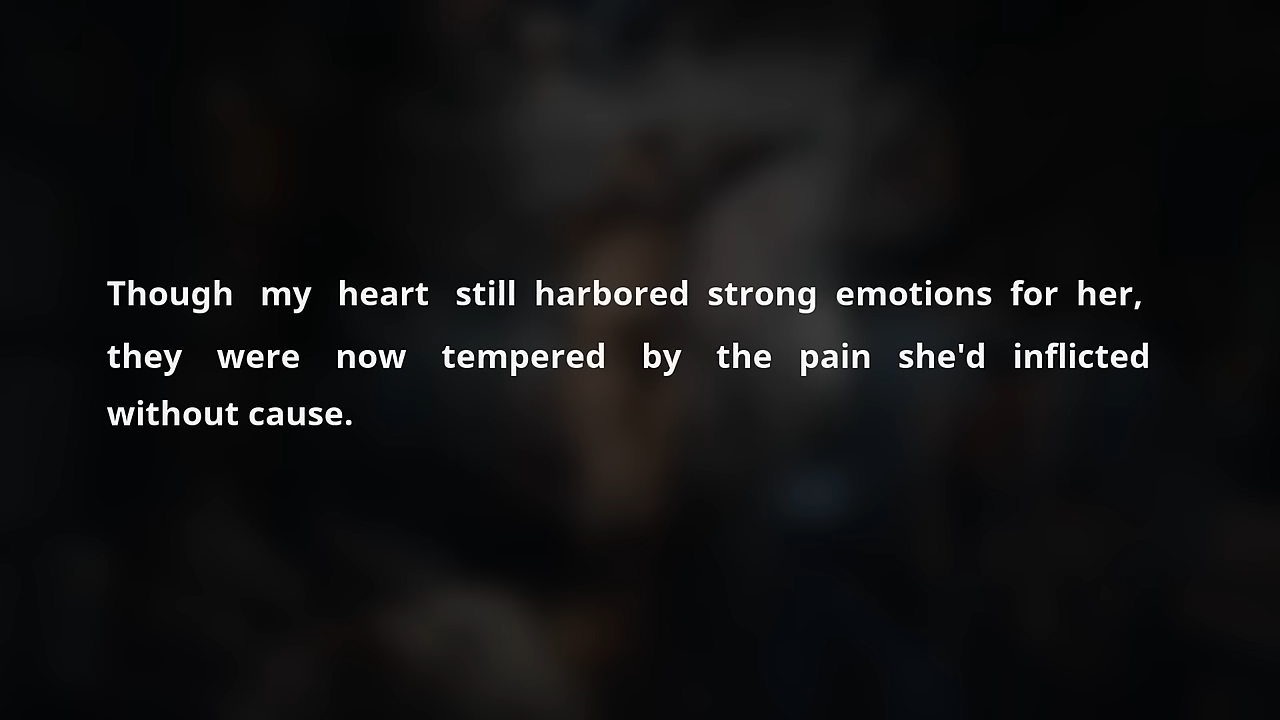 Though my heart still harbored strong emotions for her,
they were now tempered by the pain she'd inflicted
without cause.